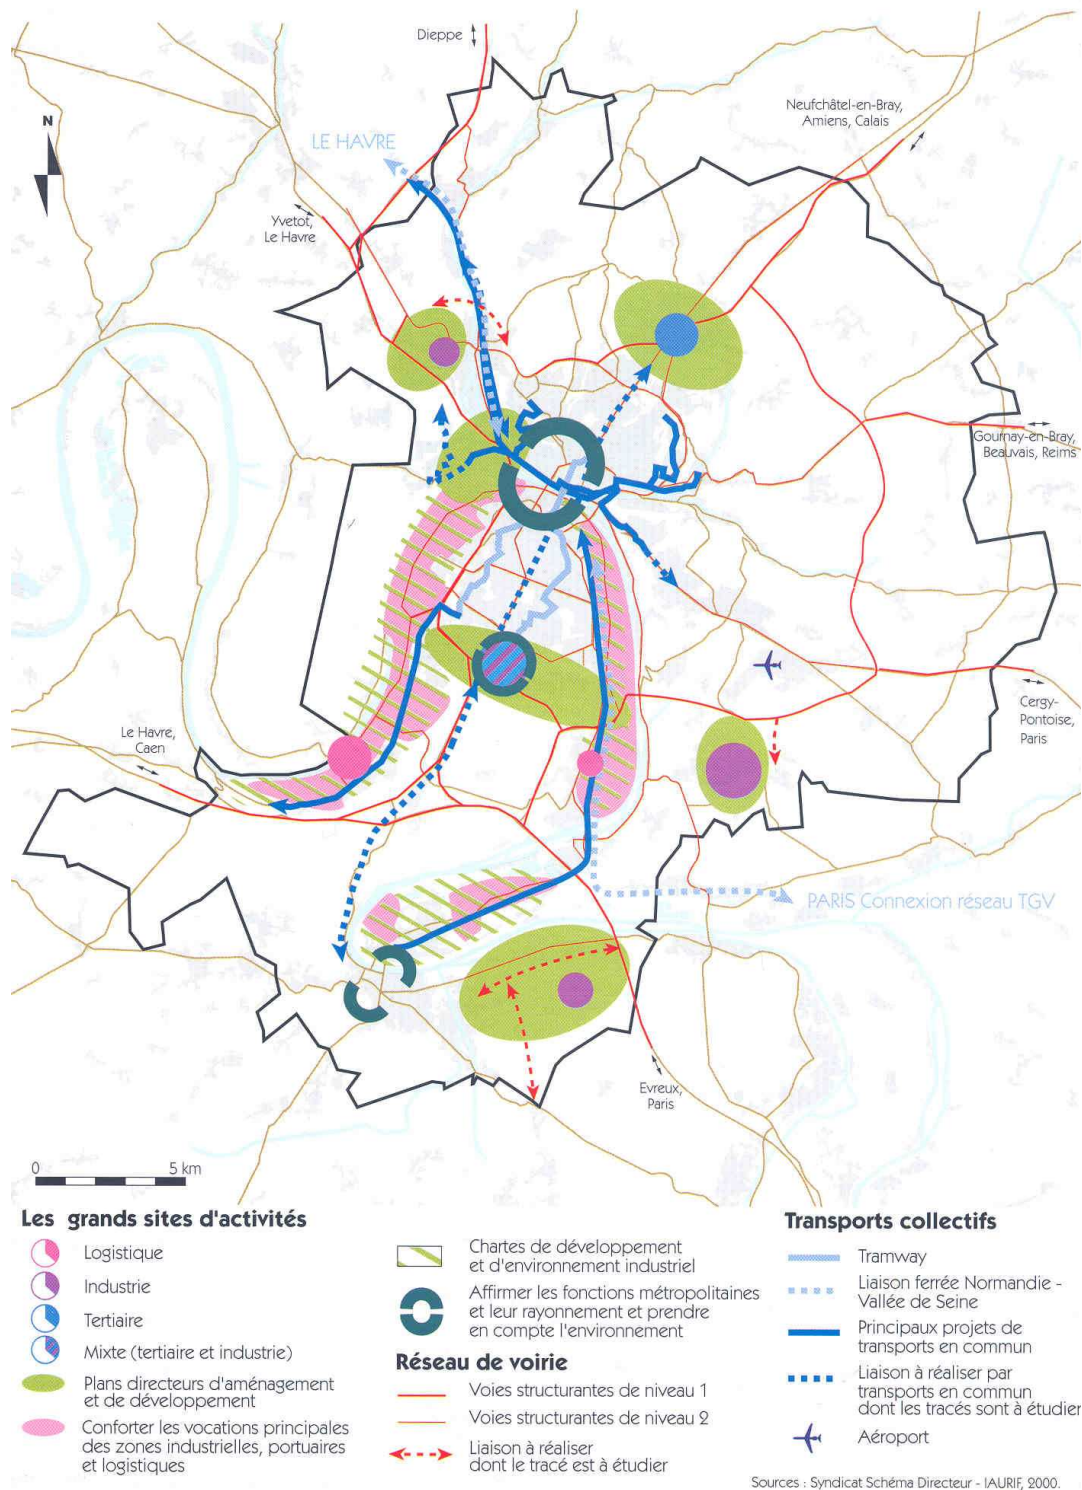 Dieppe
Neufchâtel-en-Bray,
Amiens, Calais
N
LE HAVRE
Yvetot,
Le Havre
Gournay-en-Bray,
Beauvais, Reims
Le Havre,
Caen
Cergy-
Pontoise,
Paris
PARIS Connexion réseau TGV
Evreux,
Paris
0 5 km
Les grands sites d'activités
Logistique
Industrie
Tertiaire
Mixte (tertiaire et industrie)
Plans directeurs d'aménagement
et de développement
Conforter les vocations principales
des zones industrielles, portuaires
et logistiques
Chartes de développement
et d'environnement industriel
Affirmer les fonctions métropolitaines
et leur rayonnement et prendre
en compte l'environnement
Réseau de voirie
Voies structurantes de niveau 1
Voies structurantes de niveau 2
Liaison à réaliser
dont le tracé est à étudier
Transports collectifs
Tramway
Liaison ferrée Normandie -
Vallée de Seine
Principaux projets de
transports en commun
Liaison à réaliser par
transports en commun
dont les tracés sont à étudier
Aéroport
Sources : Syndicat Schéma Directeur - IAURIF, 2000.